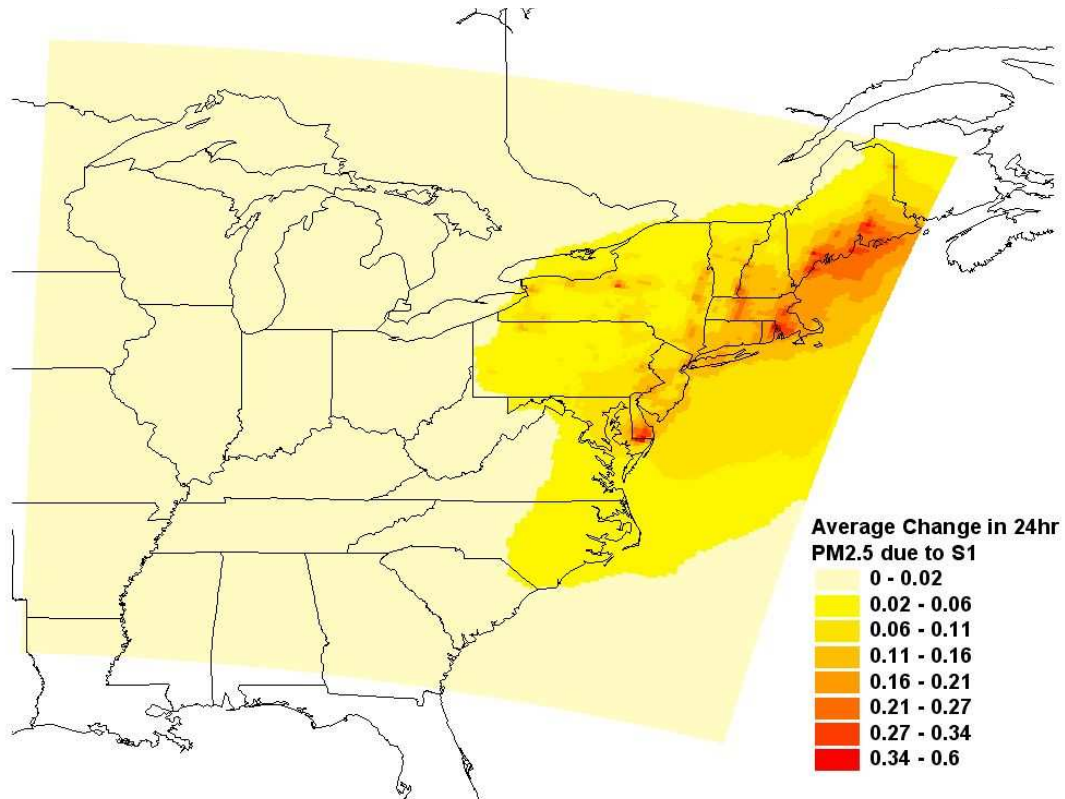 Average Change in 24hr
PM2.5 due to S1
0 - 0.02
0.02 - 0.06
0.06 - 0.11
0.11 - 0.16
0.16 - 0.21
0.21 - 0.27
0.27 - 0.34
0.34 - 0.6